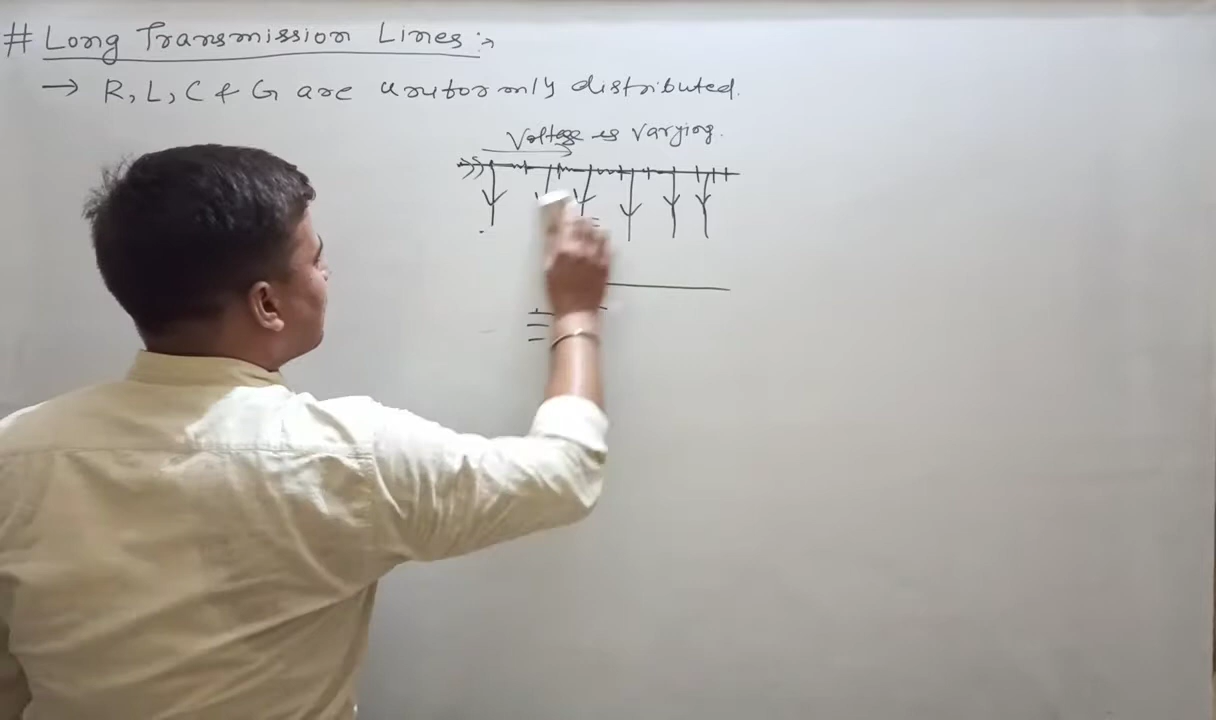 # Long Transmission Lines :->
→ R, L, C & G are uniformly distributed.
Voltage is varying.